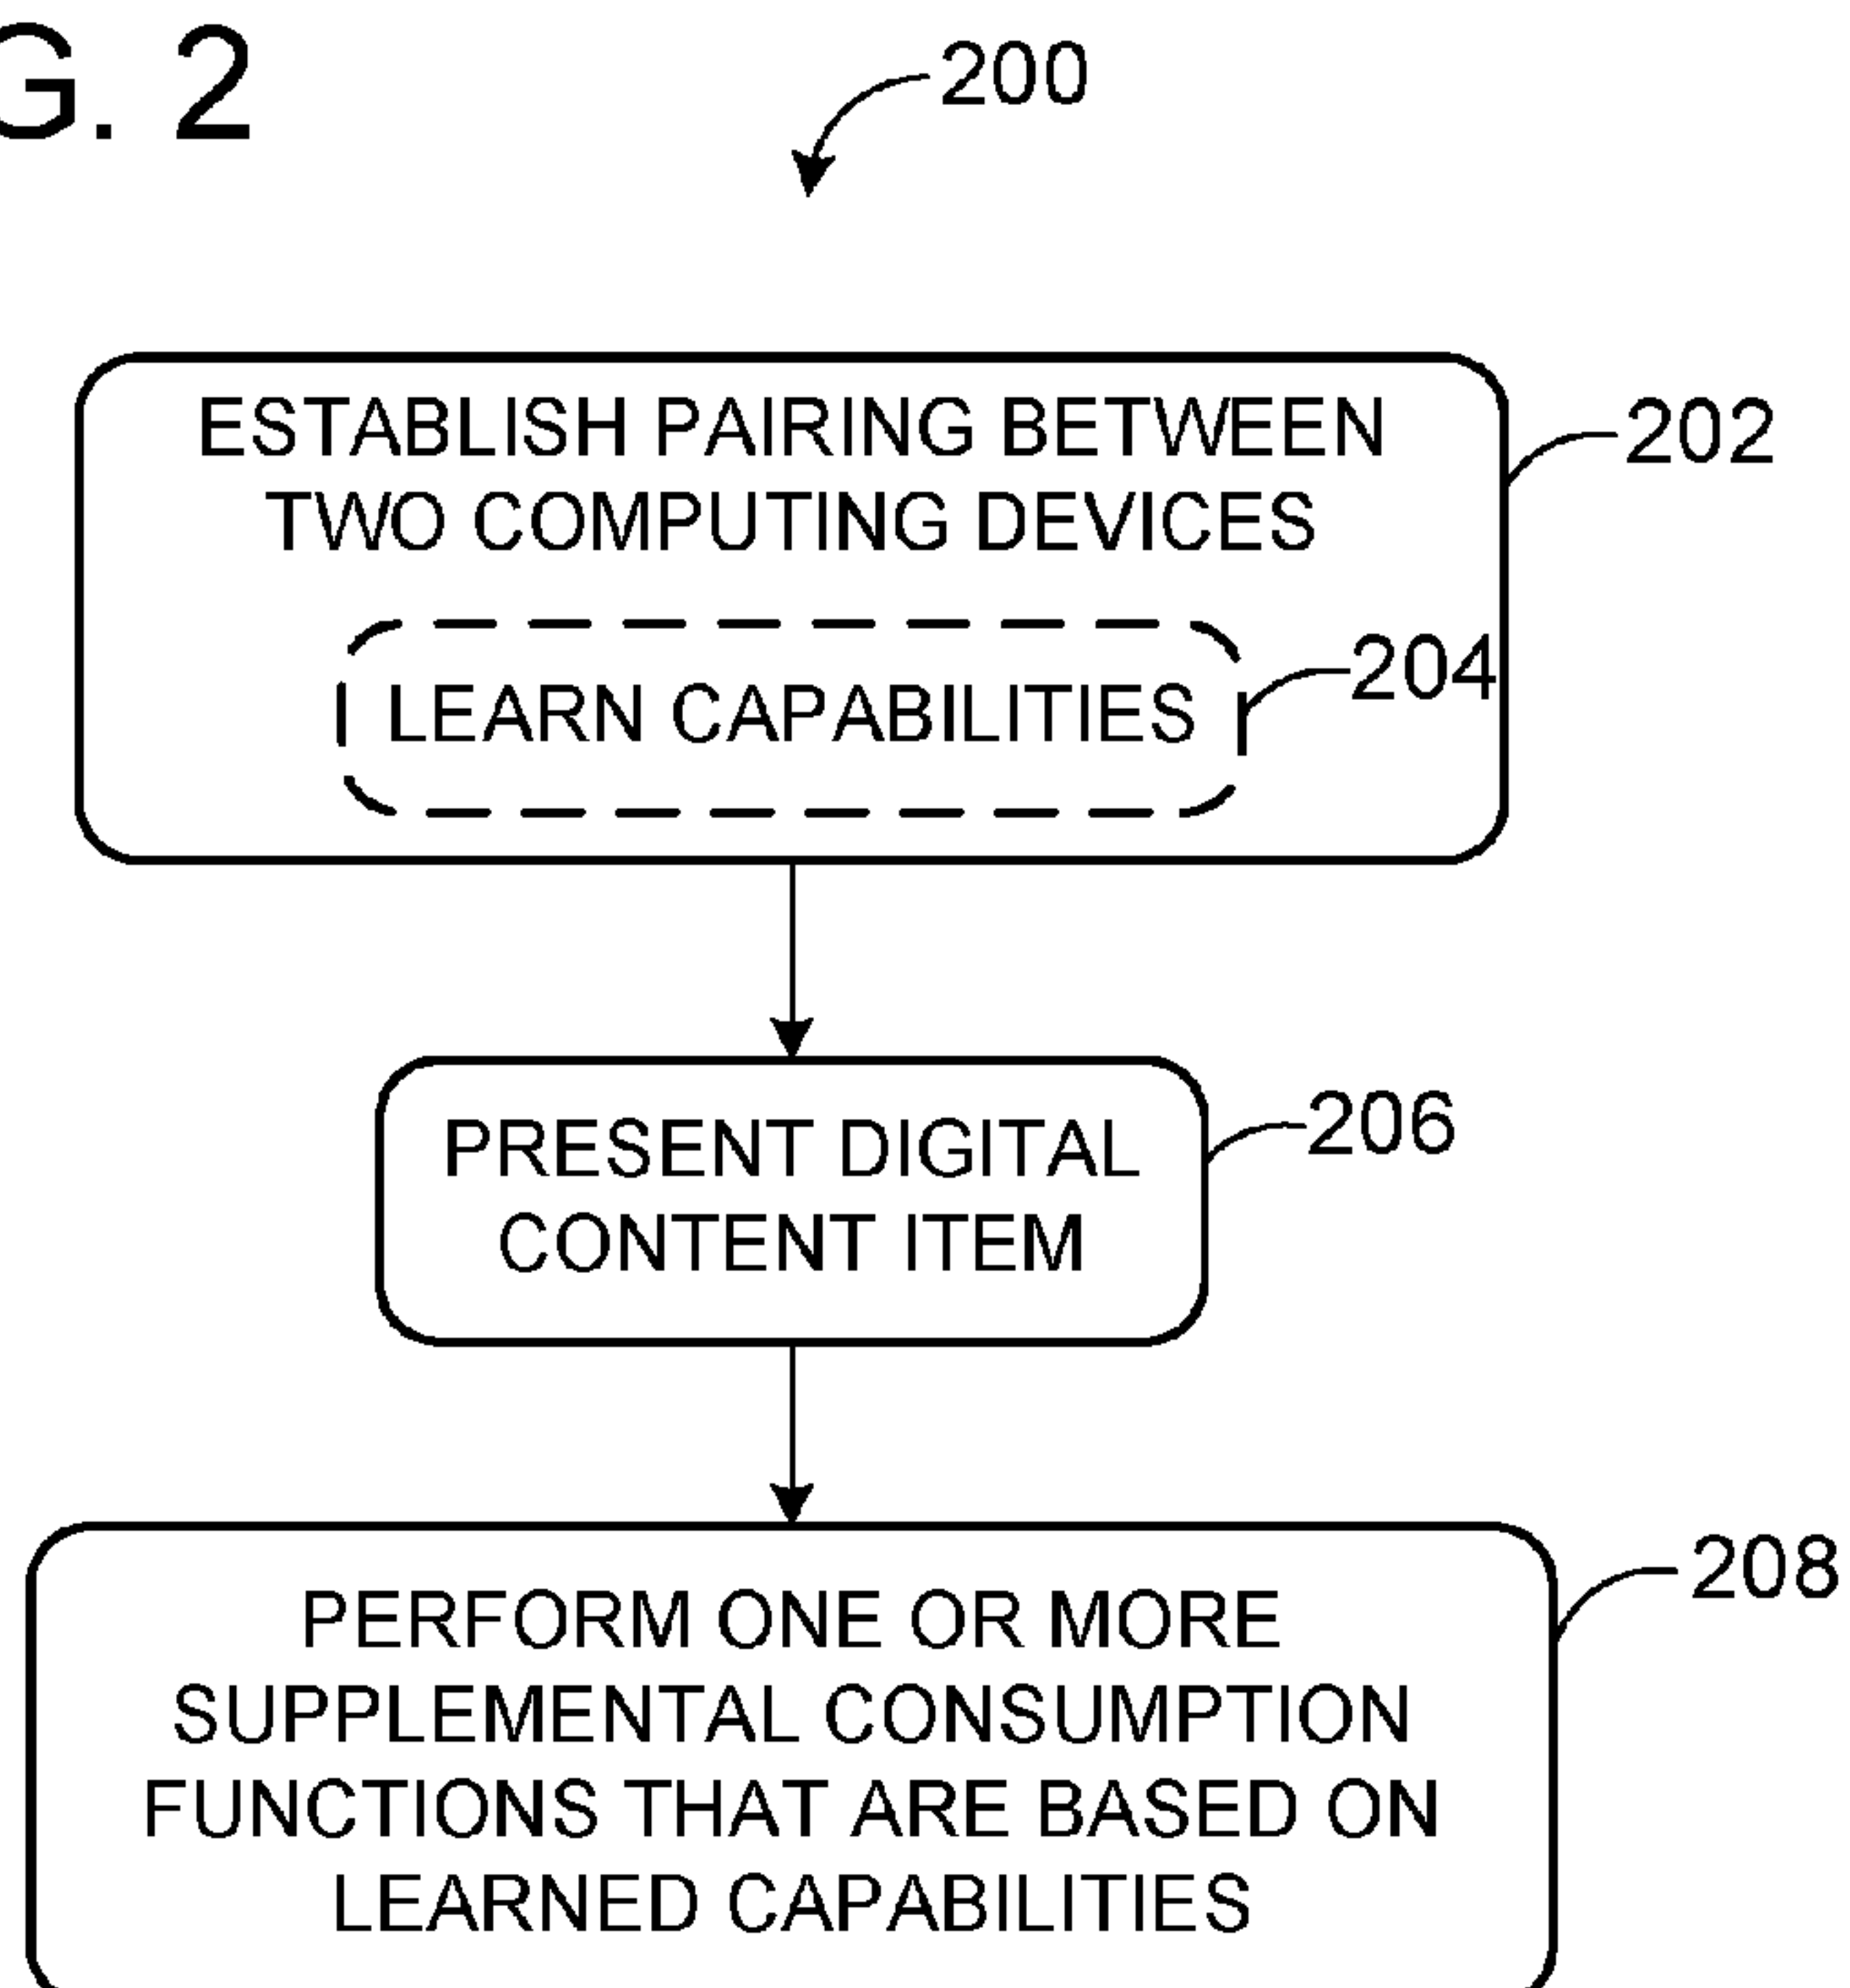 G. 2
200
ESTABLISH PAIRING BETWEEN
TWO COMPUTING DEVICES
202
LEARN CAPABILITIES
204
PRESENT DIGITAL
CONTENT ITEM
206
PERFORM ONE OR MORE
SUPPLEMENTAL CONSUMPTION
FUNCTIONS THAT ARE BASED ON
LEARNED CAPABILITIES
208